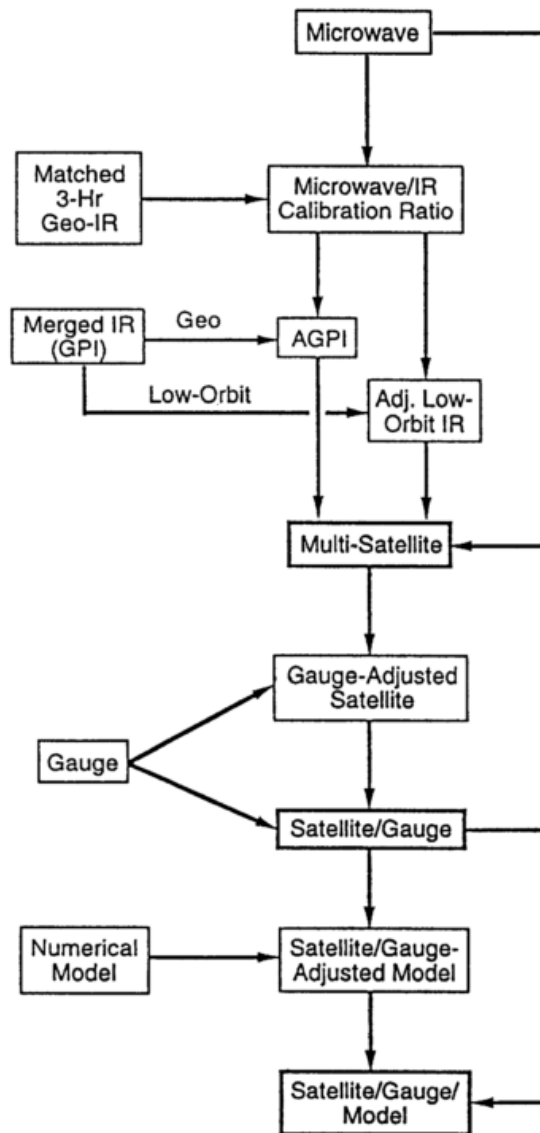 Microwave
Matched
3-Hr
Geo-IR
Microwave/IR
Calibration Ratio
Merged IR
(GPI)
Geo
AGPI
Low-Orbit
Adj. Low-
Orbit IR
Multi-Satellite
Gauge-Adjusted
Satellite
Gauge
Satellite/Gauge
Numerical
Model
Satellite/Gauge-
Adjusted Model
Satellite/Gauge/
Model